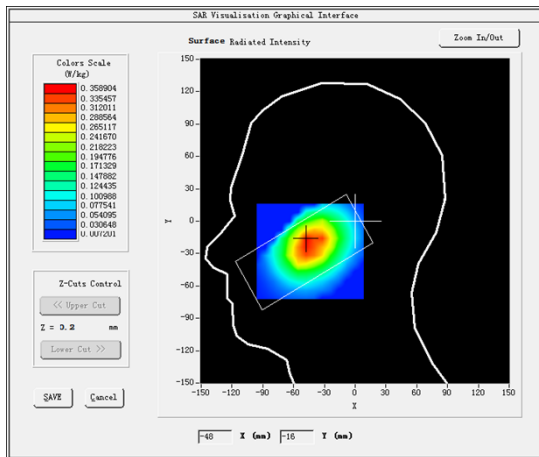 SAR Visualisation Graphical Interface
Surface Radiated Intensity
Zoom In/Out
Colors Scale
(W/kg)
0.358904
0.335457
0.312011
0.288564
0.265117
0.241670
0.218223
0.194776
0.171329
0.147882
0.124435
0.100988
0.077541
0.054095
0.030648
0.007201
Z-Cuts Control
<< Upper Cut
Z = 0.2 mm
Lower Cut >>
SAVE Cancel
150
120
90
60
30
0
-30
-60
-90
-120
-150
Y
-150 -120 -90 -60 -30 0 30 60 90 120 150
X
-48 X (mm) -16 Y (mm)